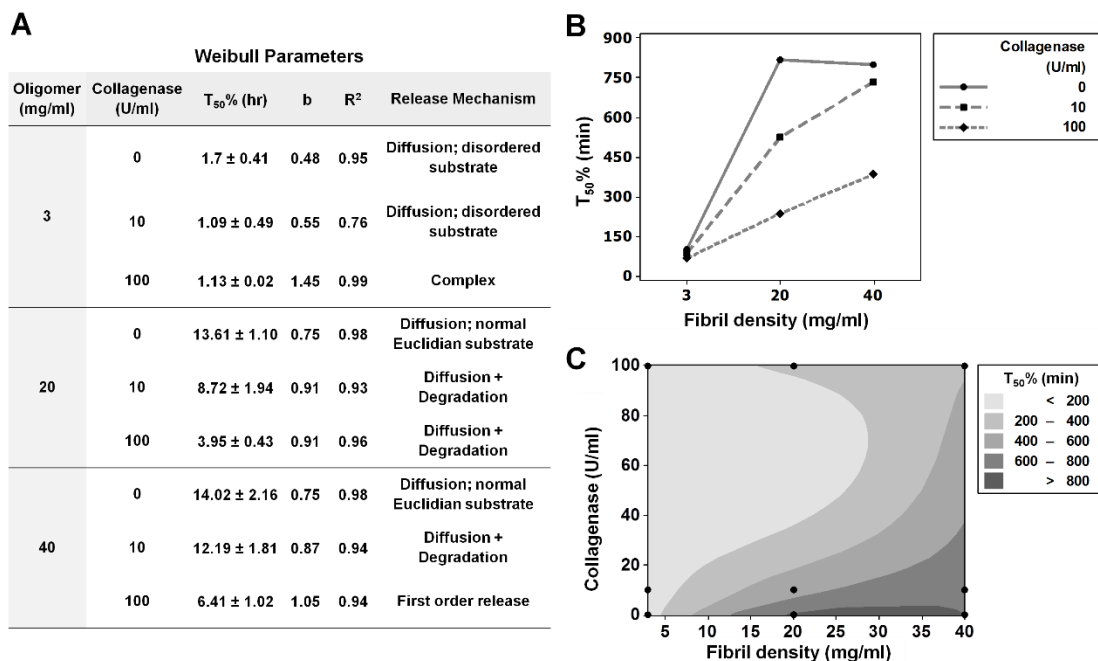 A
Weibull Parameters
Oligomer (mg/ml) Collagenase (U/ml) T50% (hr) b R2 Release Mechanism
3
0 1.7 ± 0.41 0.48 0.95 Diffusion; disordered substrate
10 1.09 ± 0.49 0.55 0.76 Diffusion; disordered substrate
100 1.13 ± 0.02 1.45 0.99 Complex
20
0 13.61 ± 1.10 0.75 0.98 Diffusion; normal Euclidian substrate
10 8.72 ± 1.94 0.91 0.93 Diffusion + Degradation
100 3.95 ± 0.43 0.91 0.96 Diffusion + Degradation
40
0 14.02 ± 2.16 0.75 0.98 Diffusion; normal Euclidian substrate
10 12.19 ± 1.81 0.87 0.94 Diffusion + Degradation
100 6.41 ± 1.02 1.05 0.94 First order release
B
T50% (min)
900
750
600
450
300
150
0
3 20 40
Fibril density (mg/ml)
Collagenase
(U/ml)
0
10
100
C
Collagenase (U/ml)
100
80
60
40
20
0
5 10 15 20 25 30 35 40
Fibril density (mg/ml)
T50% (min)
< 200
200 – 400
400 – 600
600 – 800
> 800